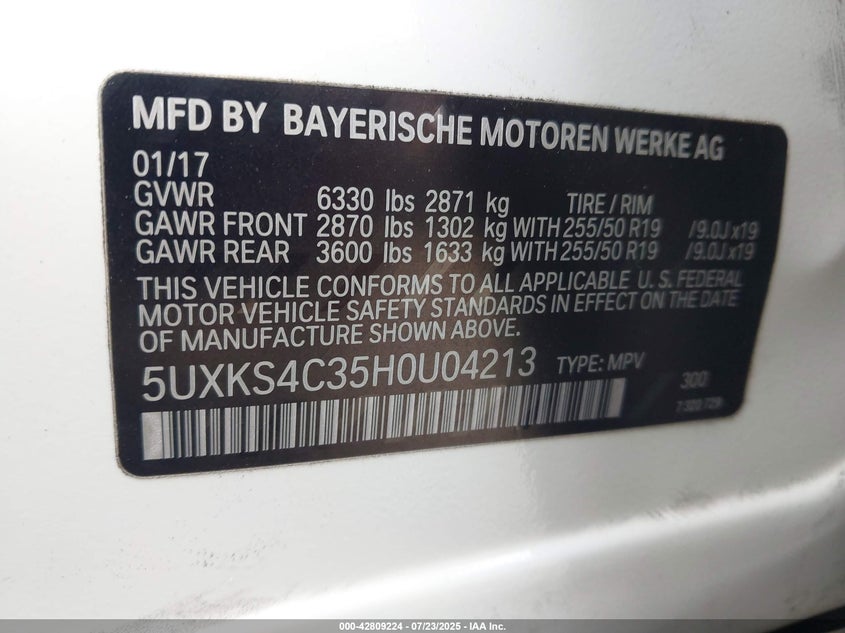 MFD BY BAYERISCHE MOTOREN WERKE AG
01/17
GVWR 6330 lbs 2871 kg TIRE / RIM
GAWR FRONT 2870 lbs 1302 kg WITH 255/50 R19 /9.0J x19
GAWR REAR 3600 lbs 1633 kg WITH 255/50 R19 /9.0J x19
THIS VEHICLE CONFORMS TO ALL APPLICABLE U.S. FEDERAL
MOTOR VEHICLE SAFETY STANDARDS IN EFFECT ON THE DATE
OF MANUFACTURE SHOWN ABOVE.
5UXKS4C35H0U04213 TYPE: MPV 300
7 320 729
000-42809224 - 07/23/2025 - IAA Inc.